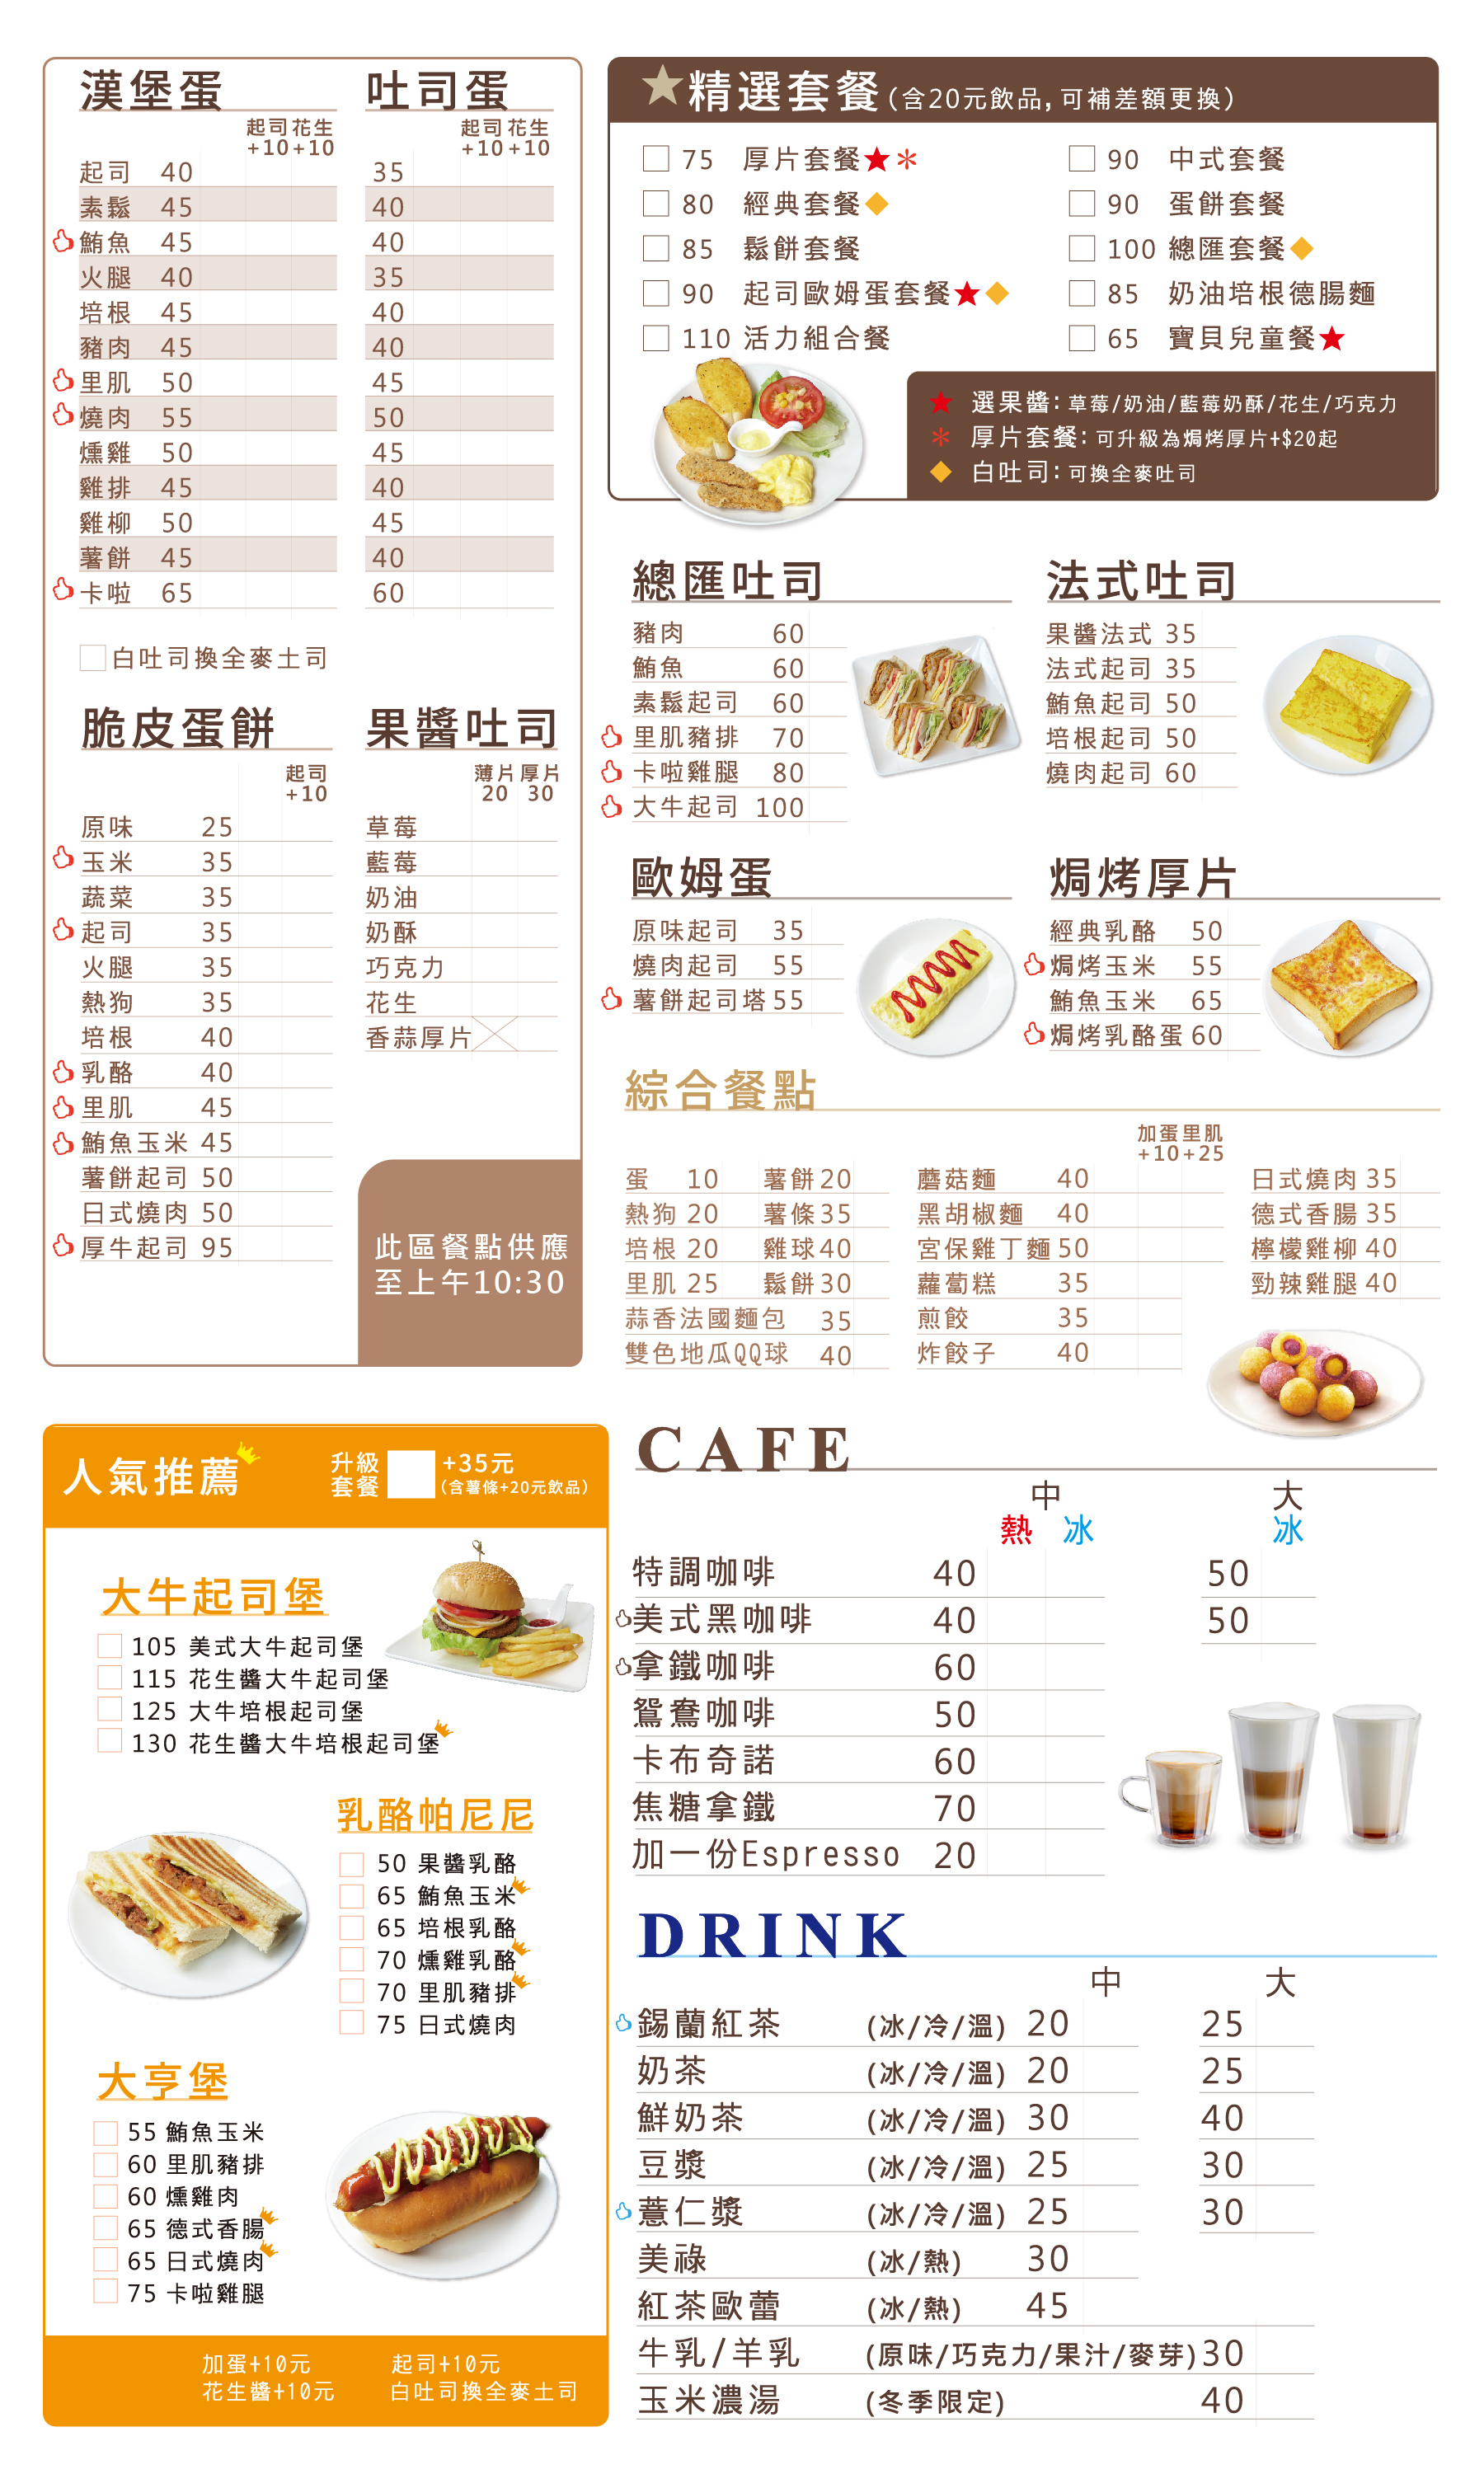 漢堡蛋
起司 花生
+10 +10
起司 40
素鬆 45
鮪魚 45
火腿 40
培根 45
豬肉 45
里肌 50
燒肉 55
燻雞 50
雞排 45
雞柳 50
薯餅 45
卡啦 65
吐司蛋
起司 花生
+10 +10
35
40
40
35
40
40
45
50
45
40
45
40
60
白吐司換全麥土司
脆皮蛋餅
起司
+10
原味 25
玉米 35
蔬菜 35
起司 35
火腿 35
熱狗 35
培根 40
乳酪 40
里肌 45
鮪魚玉米 45
薯餅起司 50
日式燒肉 50
厚牛起司 95
果醬吐司
薄片 厚片
20 30
草莓
藍莓
奶油
奶酥
巧克力
花生
香蒜厚片
此區餐點供應
至上午10:30
精選套餐(含20元飲品,可補差額更換)
75 厚片套餐★＊
80 經典套餐◆
85 鬆餅套餐
90 起司歐姆蛋套餐★◆
110 活力組合餐
90 中式套餐
90 蛋餅套餐
100 總匯套餐◆
85 奶油培根德腸麵
65 寶貝兒童餐★
★ 選果醬:草莓/奶油/藍莓奶酥/花生/巧克力
＊ 厚片套餐:可升級為焗烤厚片+$20起
◆ 白吐司:可換全麥吐司
總匯吐司
豬肉 60
鮪魚 60
素鬆起司 60
里肌豬排 70
卡啦雞腿 80
大牛起司 100
法式吐司
果醬法式 35
法式起司 35
鮪魚起司 50
培根起司 50
燒肉起司 60
歐姆蛋
原味起司 35
燒肉起司 55
薯餅起司塔 55
焗烤厚片
經典乳酪 50
焗烤玉米 55
鮪魚玉米 65
焗烤乳酪蛋 60
綜合餐點
蛋 10 薯餅 20
熱狗 20 薯條 35
培根 20 雞球 40
里肌 25 鬆餅 30
蒜香法國麵包 35
雙色地瓜QQ球 40
加蛋 里肌
+10 +25
蘑菇麵 40
黑胡椒麵 40
宮保雞丁麵 50
蘿蔔糕 35
煎餃 35
炸餃子 40
日式燒肉 35
德式香腸 35
檸檬雞柳 40
勁辣雞腿 40
人氣推薦
升級
套餐
+35元
(含薯條+20元飲品)
大牛起司堡
105 美式大牛起司堡
115 花生醬大牛起司堡
125 大牛培根起司堡
130 花生醬大牛培根起司堡
乳酪帕尼尼
50 果醬乳酪
65 鮪魚玉米
65 培根乳酪
70 燻雞乳酪
70 里肌豬排
75 日式燒肉
大亨堡
55 鮪魚玉米
60 里肌豬排
60 燻雞肉
65 德式香腸
65 日式燒肉
75 卡啦雞腿
加蛋+10元 起司+10元
花生醬+10元 白吐司換全麥土司
CAFE
中 大
熱 冰 冰
特調咖啡 40 50
美式黑咖啡 40 50
拿鐵咖啡 60
鴛鴦咖啡 50
卡布奇諾 60
焦糖拿鐵 70
加一份Espresso 20
DRINK
中 大
錫蘭紅茶 (冰/冷/溫) 20 25
奶茶 (冰/冷/溫) 20 25
鮮奶茶 (冰/冷/溫) 30 40
豆漿 (冰/冷/溫) 25 30
薏仁漿 (冰/冷/溫) 25 30
美祿 (冰/熱) 30
紅茶歐蕾 (冰/熱) 45
牛乳/羊乳 (原味/巧克力/果汁/麥芽) 30
玉米濃湯 (冬季限定) 40